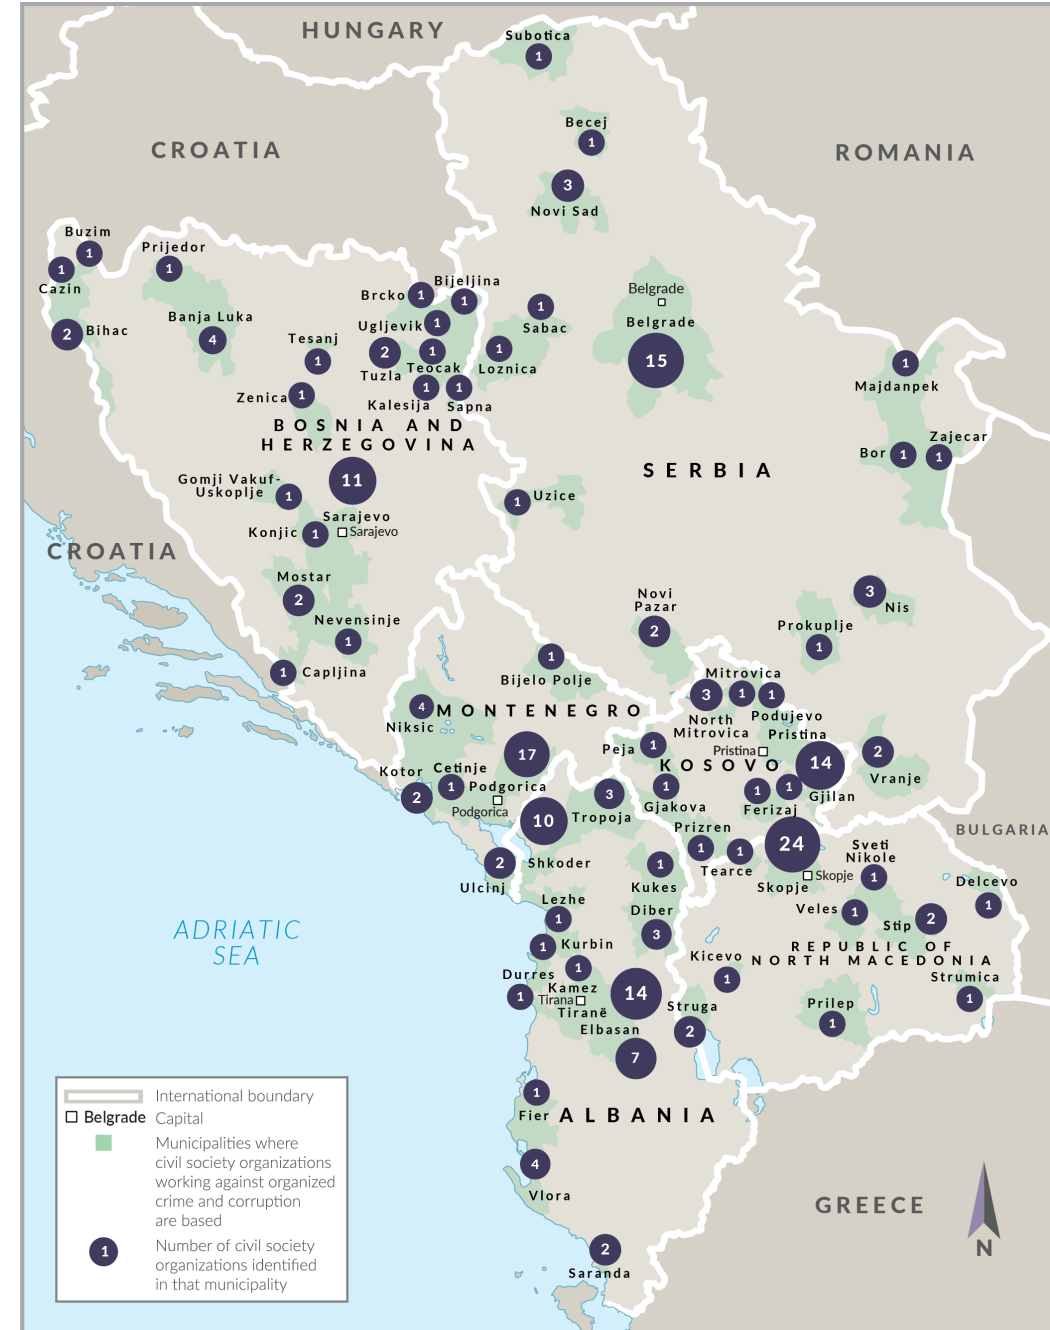 HUNGARY
Subotica
1
Becej
1
CROATIA
ROMANIA
3
Novi Sad
Buzim
1
Prijedor
1
1
Cazin
Bijeljina
Brcko
1
1
Belgrade
Belgrade
15
Banja Luka
4
2
Bihac
Ugljevik
1
1
Sabac
Tesanj
1
2
Tuzla
1
Teocak
1
Loznica
1
Majdanpek
Zenica
1
1
Kalesija
1
Sapna
BOSNIA AND
HERZEGOVINA
Zajecar
1
Bor
1
SERBIA
Gomji Vakuf-
Uskoplje
1
11
Sarajevo
Sarajevo
1
Uzice
Konjic
1
CROATIA
Mostar
2
Nevensinje
1
Novi
Pazar
2
3
Nis
Prokuplje
1
1
Capljina
1
Bijelo Polje
Mitrovica
3
1
1
North
Mitrovica
Podujevo
4
Niksic
MONTENEGRO
Pristina
Pristina
14
Peja
1
KOSOVO
2
Vranje
17
Kotor
2
Cetinje
1
Podgorica
Podgorica
3
Tropoja
1
Gjakova
1
Ferizaj
1
Gjilan
10
Shkoder
Prizren
1
1
Tearce
24
Skopje
Skopje
BULGARIA
Sveti
Nikole
1
2
Ulcinj
1
Kukes
Delcevo
1
Lezhe
1
Diber
3
Veles
1
Stip
2
ADRIATIC
SEA
1
Kurbin
REPUBLIC OF
NORTH MACEDONIA
Kicevo
1
Durres
1
1
Kamez
Tirana
Tiranë
14
Strumica
1
Struga
2
Prilep
1
Elbasan
7
1
Fier
ALBANIA
4
Vlora
GREECE
N
2
Saranda
International boundary
Belgrade Capital
Municipalities where
civil society organizations
working against organized
crime and corruption
are based
1
Number of civil society
organizations identified
in that municipality